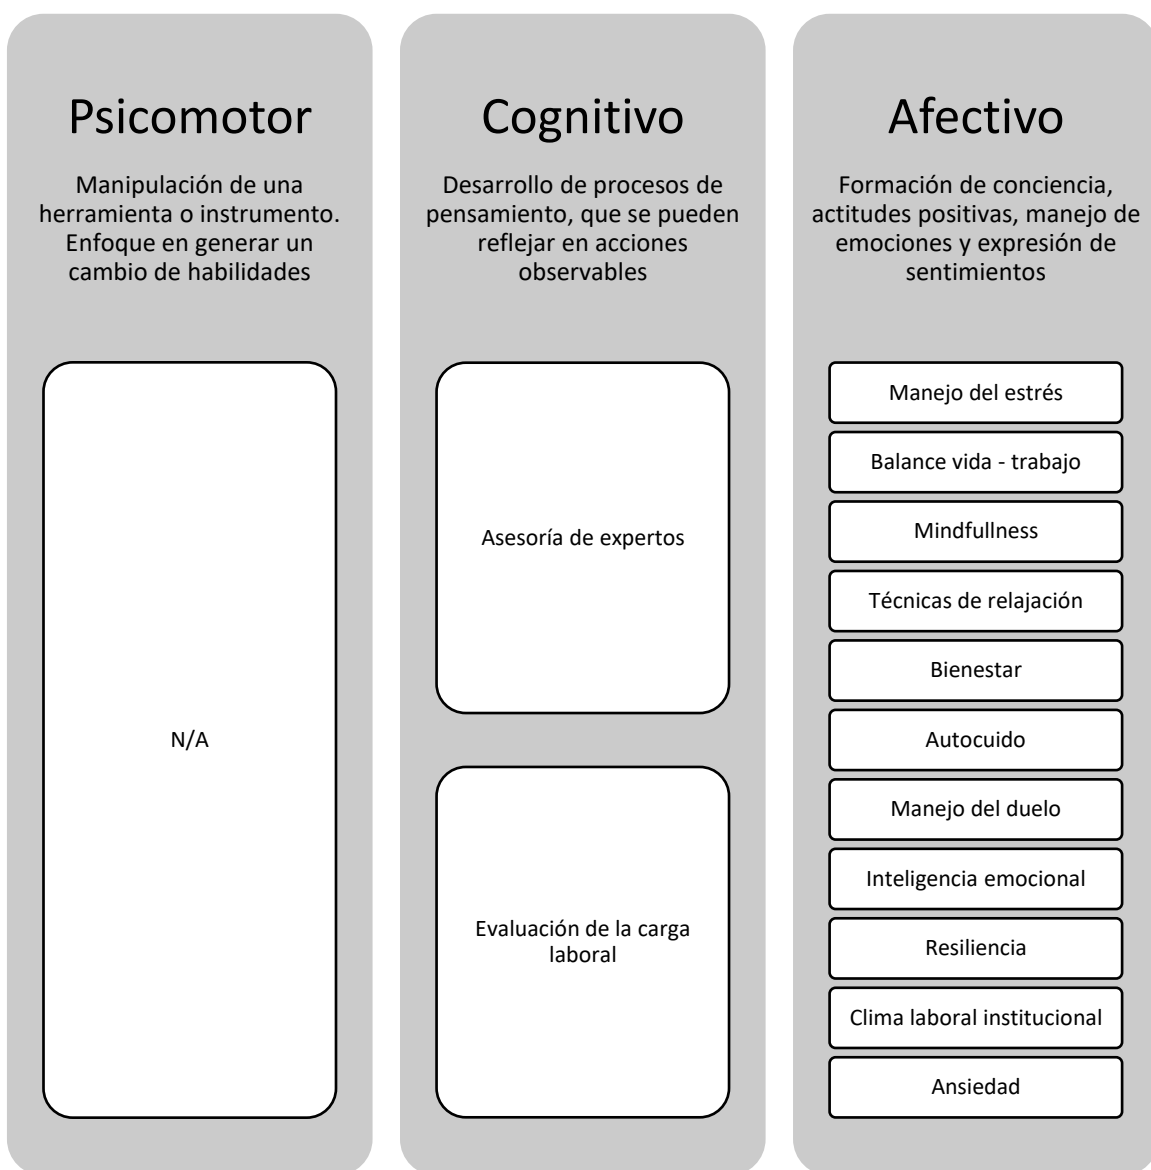 Psicomotor
Manipulación de una
herramienta o instrumento.
Enfoque en generar un
cambio de habilidades
N/A
Cognitivo
Desarrollo de procesos de
pensamiento, que se pueden
reflejar en acciones
observables
Asesoría de expertos
Evaluación de la carga
laboral
Afectivo
Formación de conciencia,
actitudes positivas, manejo de
emociones y expresión de
sentimientos
Manejo del estrés
Balance vida - trabajo
Mindfullness
Técnicas de relajación
Bienestar
Autocuido
Manejo del duelo
Inteligencia emocional
Resiliencia
Clima laboral institucional
Ansiedad